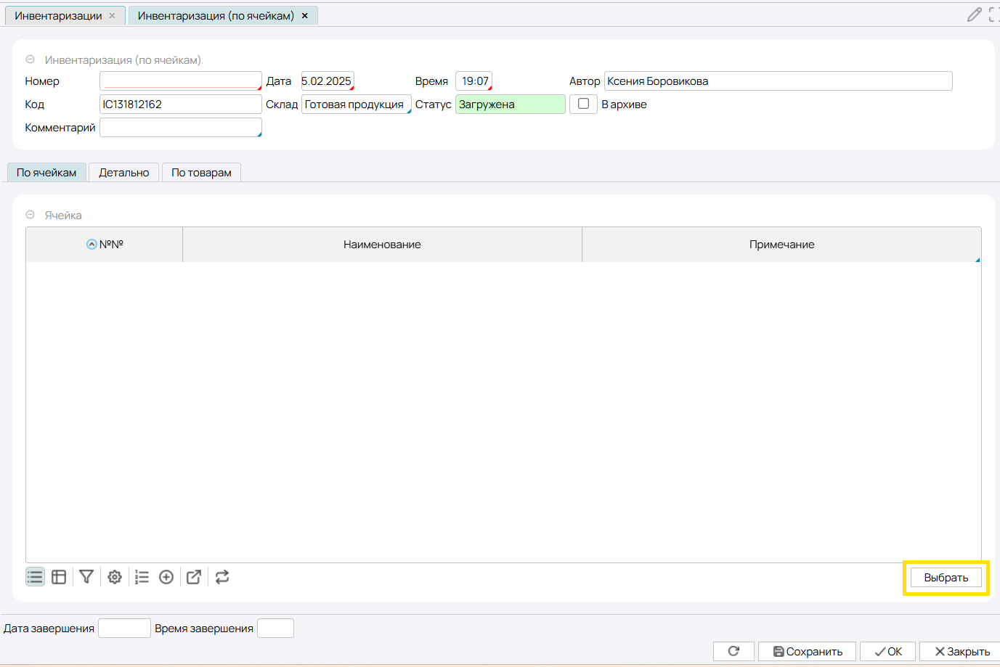 Инвентаризации × Инвентаризация (по ячейкам) ×
Инвентаризация (по ячейкам)
Номер Дата 5.02.2025 Время 19:07 Автор Ксения Боровикова
Код IC131812162 Склад Готовая продукция Статус Загружена В архиве
Комментарий
По ячейкам Детально По товарам
Ячейка
№№ Наименование Примечание
Выбрать
Дата завершения Время завершения
Сохранить OK Закрыть